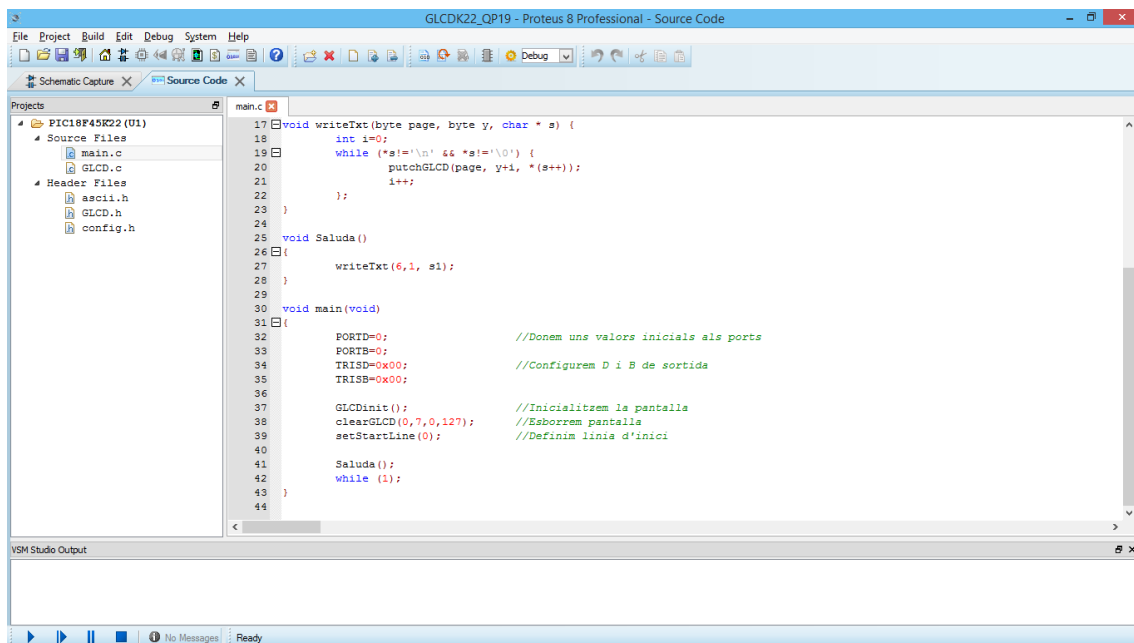 GLCDK22_QP19 - Proteus 8 Professional - Source Code
File Project Build Edit Debug System Help
Debug
Schematic Capture Source Code
Projects
PIC18F45K22 (U1)
Source Files
main.c
GLCD.c
Header Files
ascii.h
GLCD.h
config.h
main.c
17 void writeTxt(byte page, byte y, char * s) {
18 int i=0;
19 while (*s!='\n' && *s!='\0') {
20 putchGLCD(page, y+i, *(s++));
21 i++;
22 };
23 }
24
25 void Saluda()
26 {
27 writeTxt(6,1, s1);
28 }
29
30 void main(void)
31 {
32 PORTD=0; //Donem uns valors inicials als ports
33 PORTB=0;
34 TRISD=0x00; //Configurem D i B de sortida
35 TRISB=0x00;
36
37 GLCDinit(); //Inicialitzem la pantalla
38 clearGLCD(0,7,0,127); //Esborrem pantalla
39 setStartLine(0); //Definim linia d'inici
40
41 Saluda();
42 while (1);
43 }
44
VSM Studio Output
No Messages Ready